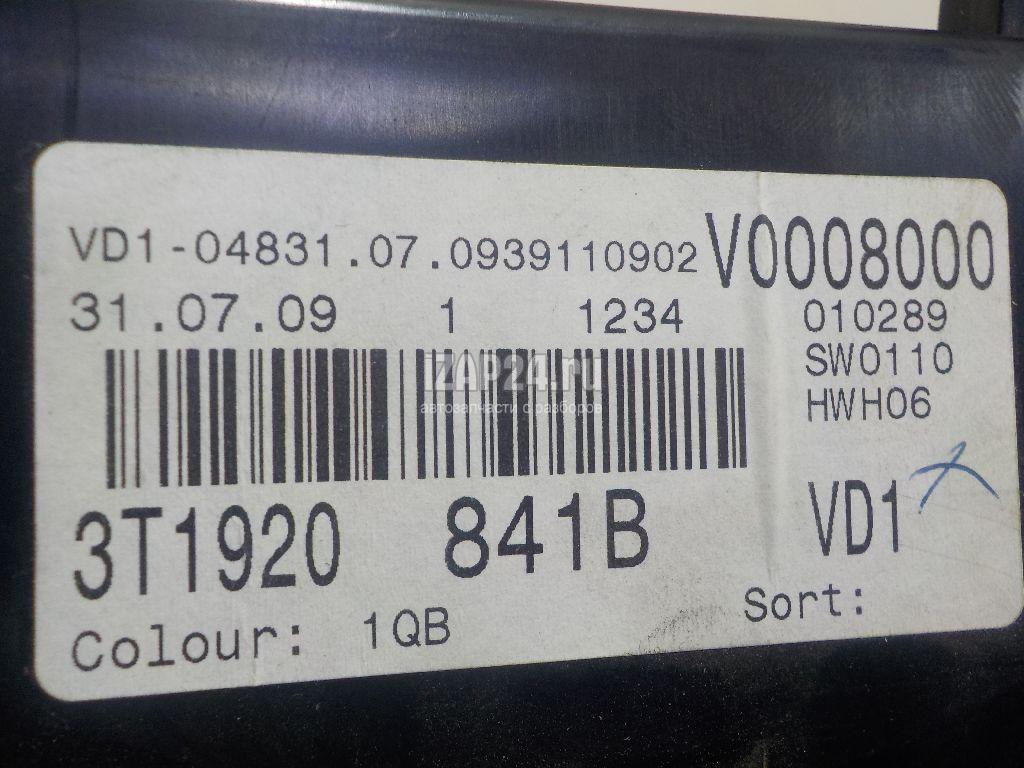 VD1-04831.07.0939110902 V0008000
31.07.09 1 1234 010289
SW0110
HWH06
iZAP24.ru
автозапчасти с разборов
3T1920 841B VD1
Colour: 1QB Sort: